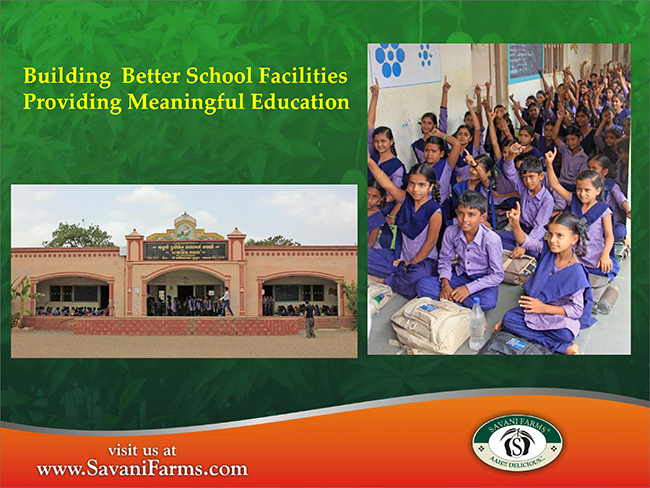 Building Better School Facilities
Providing Meaningful Education
visit us at
www.SavaniFarms.com
SAVANI FARMS®
AAH!!! DELICIOUS...